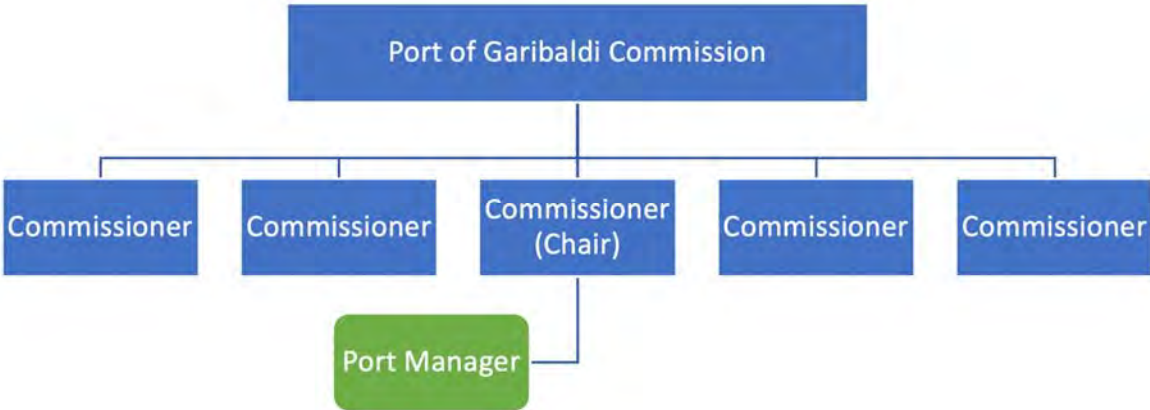 Port of Garibaldi Commission
Commissioner
Commissioner
Commissioner
(Chair)
Commissioner
Commissioner
Port Manager